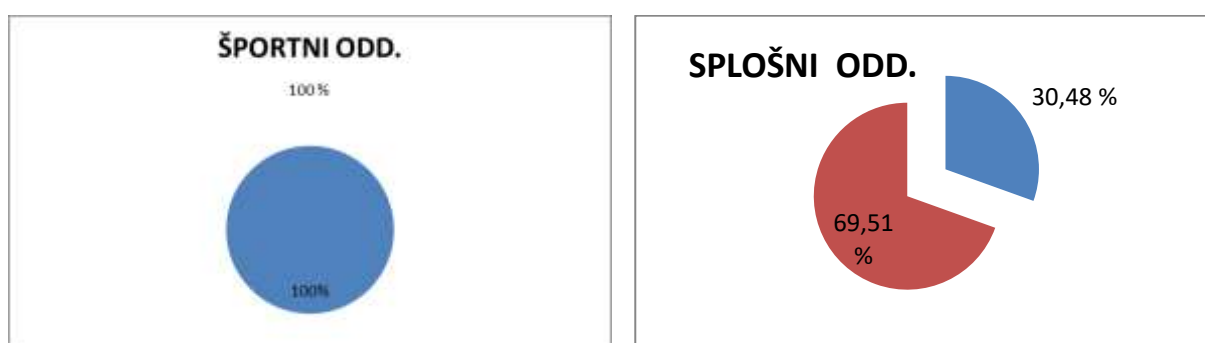 ŠPORTNI ODD.
100 %
100%
SPLOŠNI ODD.
30,48 %
69,51
%